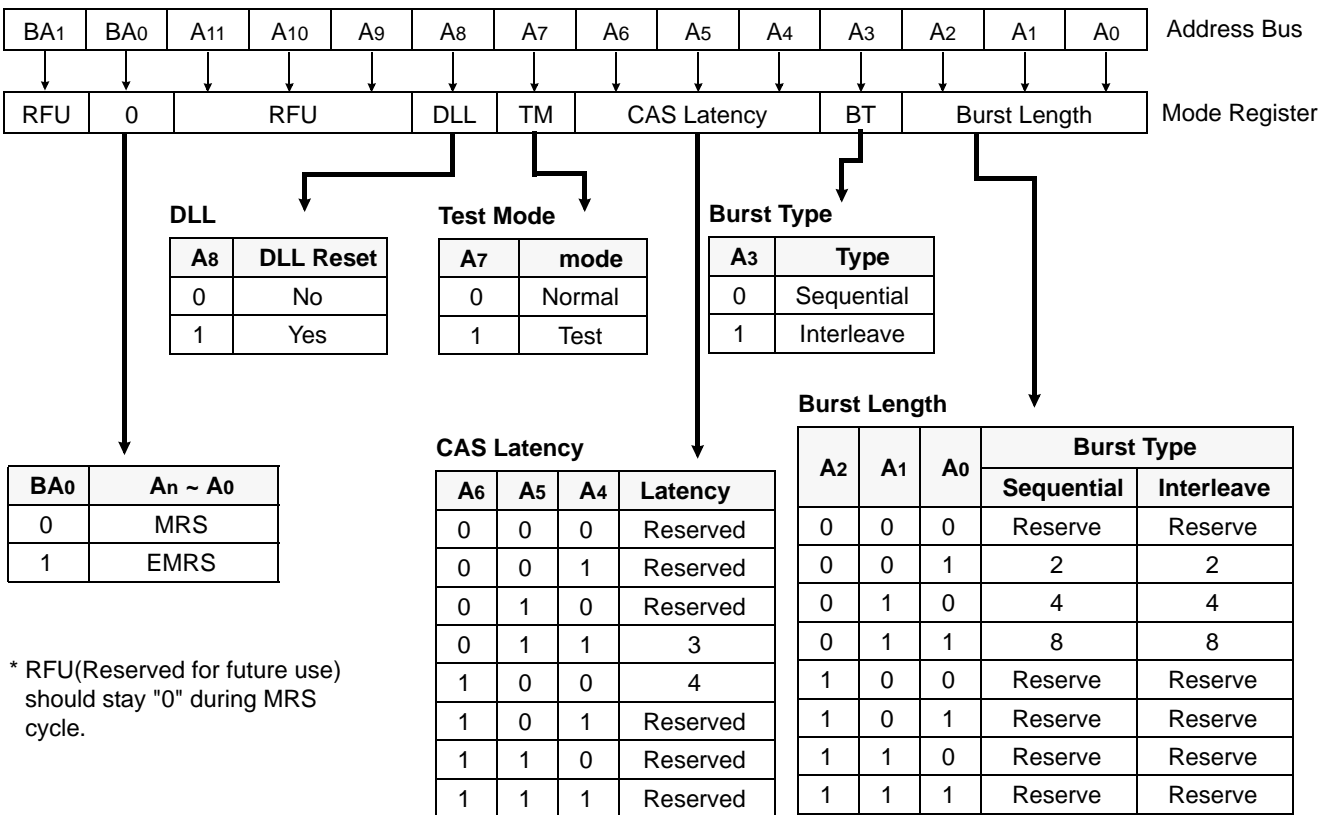 BA1 BA0 A11 A10 A9 A8 A7 A6 A5 A4 A3 A2 A1 A0 Address Bus
RFU 0 RFU DLL TM CAS Latency BT Burst Length Mode Register
DLL
A8 DLL Reset
0 No
1 Yes
Test Mode
A7 mode
0 Normal
1 Test
Burst Type
A3 Type
0 Sequential
1 Interleave
BA0 An ~ A0
0 MRS
1 EMRS
* RFU(Reserved for future use)
should stay "0" during MRS
cycle.
CAS Latency
A6 A5 A4 Latency
0 0 0 Reserved
0 0 1 Reserved
0 1 0 Reserved
0 1 1 3
1 0 0 4
1 0 1 Reserved
1 1 0 Reserved
1 1 1 Reserved
Burst Length
A2 A1 A0 Burst Type
Sequential Interleave
0 0 0 Reserve Reserve
0 0 1 2 2
0 1 0 4 4
0 1 1 8 8
1 0 0 Reserve Reserve
1 0 1 Reserve Reserve
1 1 0 Reserve Reserve
1 1 1 Reserve Reserve